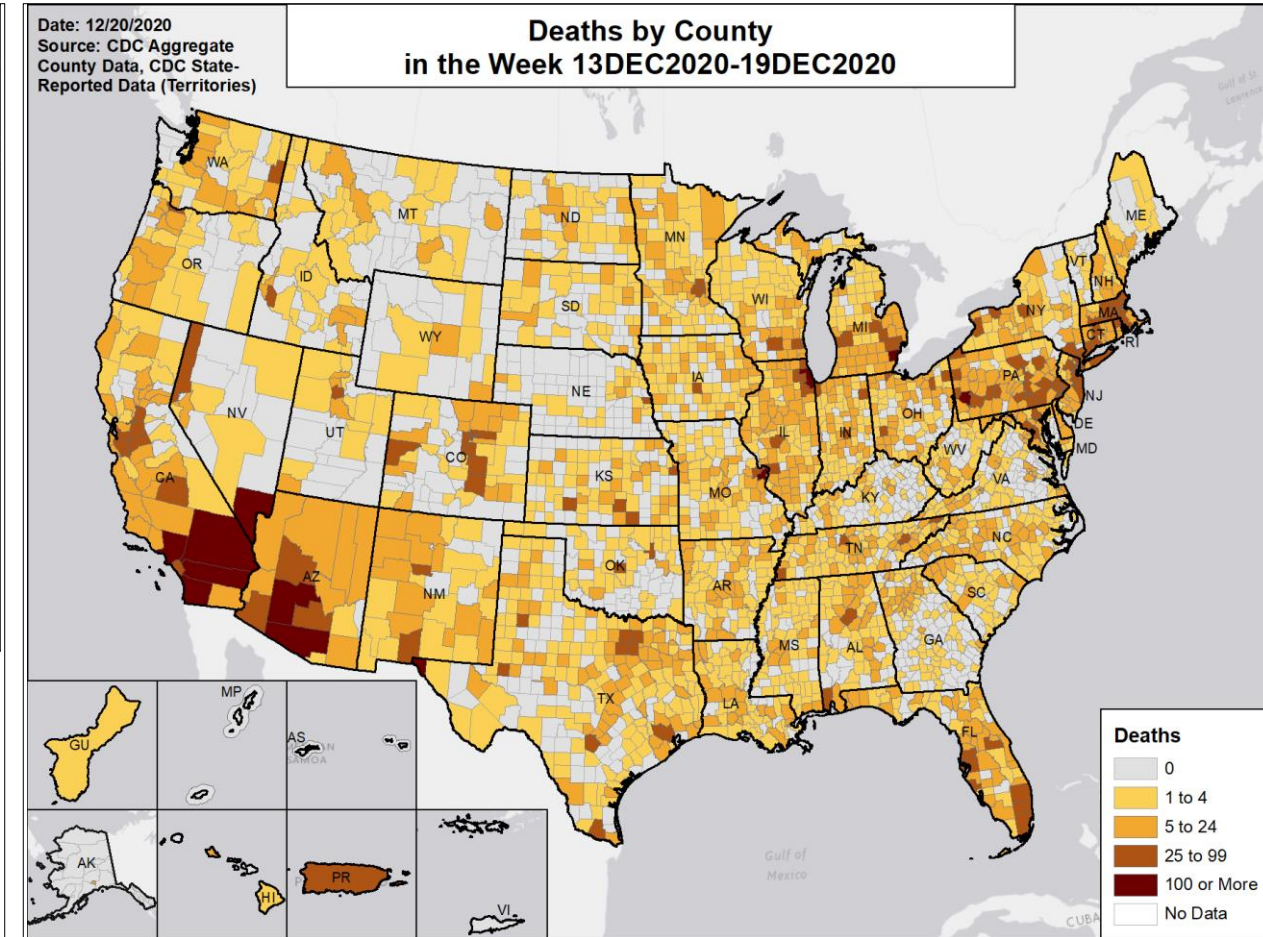 Date: 12/20/2020
Source: CDC Aggregate
County Data, CDC State-
Reported Data (Territories)
Deaths by County
in the Week 13DEC2020-19DEC2020
Gulf of St.
Lawrence
WA
MT
ND
MN
ME
OR
ID
WI
VT
NH
SD
MI
NY
MA
WY
CT
RI
IA
PA
NE
NJ
NV
OH
UT
IL
IN
DE
CO
WV
MD
CA
KS
MO
VA
KY
NC
TN
AZ
OK
NM
AR
SC
MS
AL
GA
TX
LA
FL
MP
GU
AS
SAMOA
AK
HI
PR
VI
Gulf of
Mexico
CUBA
Deaths
0
1 to 4
5 to 24
25 to 99
100 or More
No Data